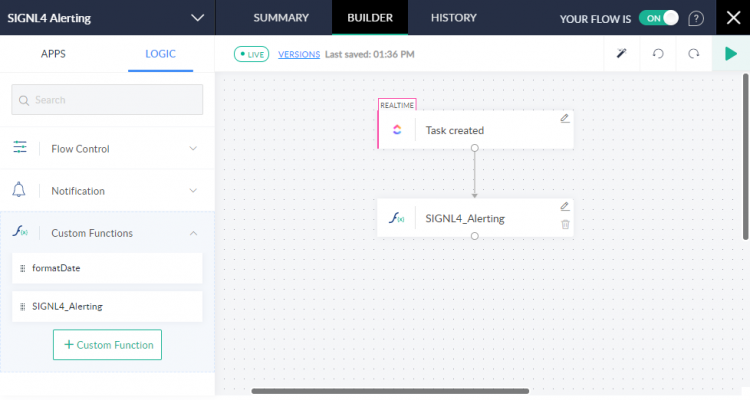 SIGNL4 Alerting
SUMMARY
BUILDER
HISTORY
YOUR FLOW IS
ON
?
APPS
LOGIC
LIVE
VERSIONS
Last saved: 01:36 PM
Search
Flow Control
Notification
Custom Functions
formatDate
SIGNL4_Alerting
+ Custom Function
REALTIME
Task created
f(x)
SIGNL4_Alerting